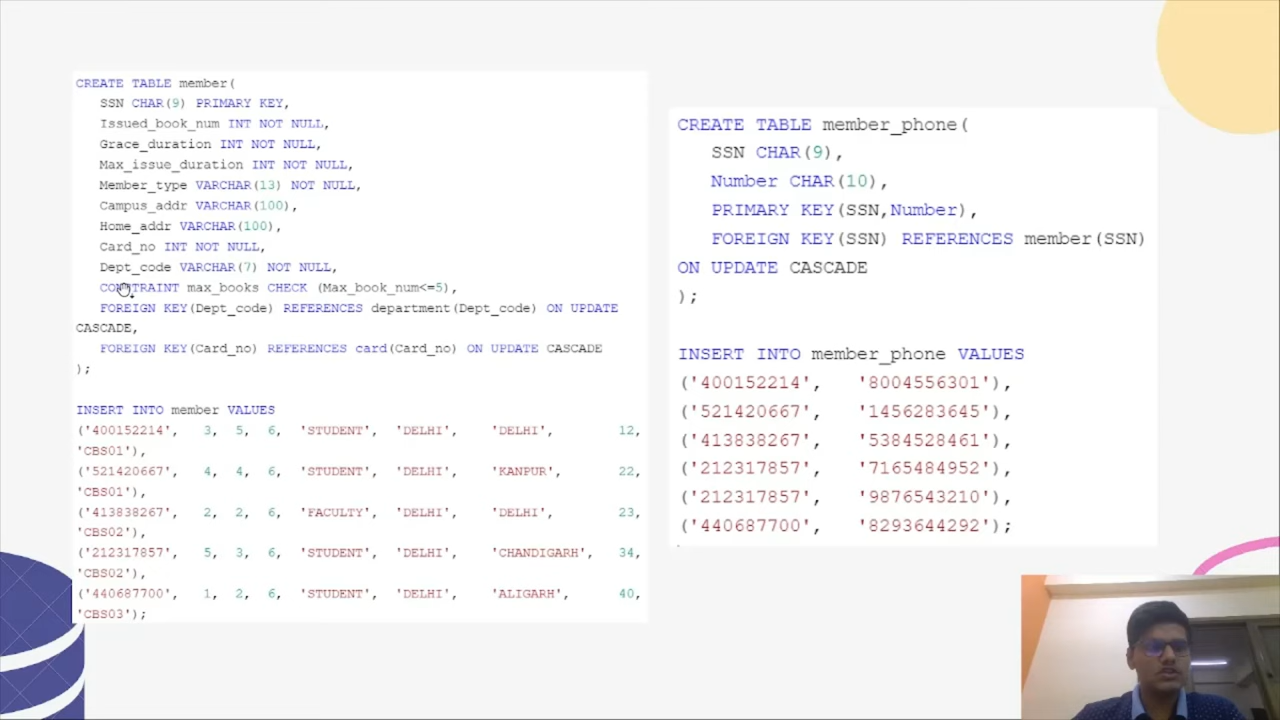 CREATE TABLE member(
SSN CHAR(9) PRIMARY KEY,
Issued_book_num INT NOT NULL,
Grace_duration INT NOT NULL,
Max_issue_duration INT NOT NULL,
Member_type VARCHAR(13) NOT NULL,
Campus_addr VARCHAR(100),
Home_addr VARCHAR(100),
Card_no INT NOT NULL,
Dept_code VARCHAR(7) NOT NULL,
CONSTRAINT max_books CHECK (Max_book_num<=5),
FOREIGN KEY(Dept_code) REFERENCES department(Dept_code) ON UPDATE
CASCADE,
FOREIGN KEY(Card_no) REFERENCES card(Card_no) ON UPDATE CASCADE
);
INSERT INTO member VALUES
('400152214', 3, 5, 6, 'STUDENT', 'DELHI', 'DELHI', 12,
'CBS01'),
('521420667', 4, 4, 6, 'STUDENT', 'DELHI', 'KANPUR', 22,
'CBS01'),
('413838267', 2, 2, 6, 'FACULTY', 'DELHI', 'DELHI', 23,
'CBS02'),
('212317857', 5, 3, 6, 'STUDENT', 'DELHI', 'CHANDIGARH', 34,
'CBS02'),
('440687700', 1, 2, 6, 'STUDENT', 'DELHI', 'ALIGARH', 40,
'CBS03');
CREATE TABLE member_phone(
SSN CHAR(9),
Number CHAR(10),
PRIMARY KEY(SSN,Number),
FOREIGN KEY(SSN) REFERENCES member(SSN)
ON UPDATE CASCADE
);
INSERT INTO member_phone VALUES
('400152214', '8004556301'),
('521420667', '1456283645'),
('413838267', '5384528461'),
('212317857', '7165484952'),
('212317857', '9876543210'),
('440687700', '8293644292');